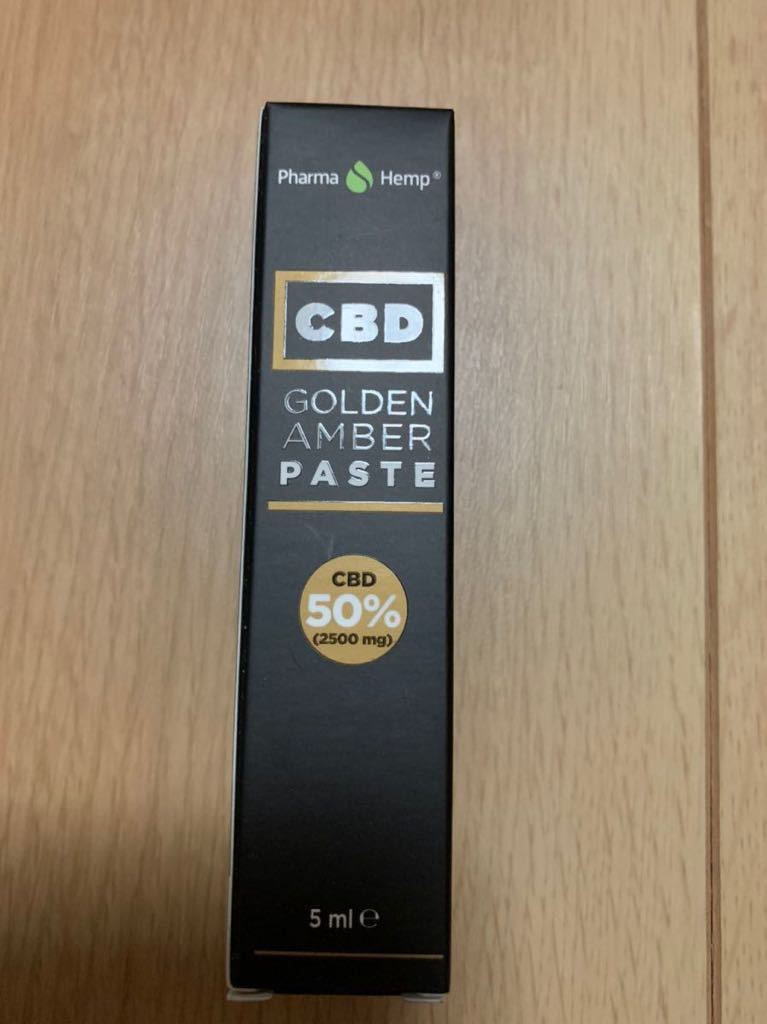 Pharma Hemp®
CBD
GOLDEN
AMBER
PASTE
CBD
50%
(2500 mg)
5 ml ℮